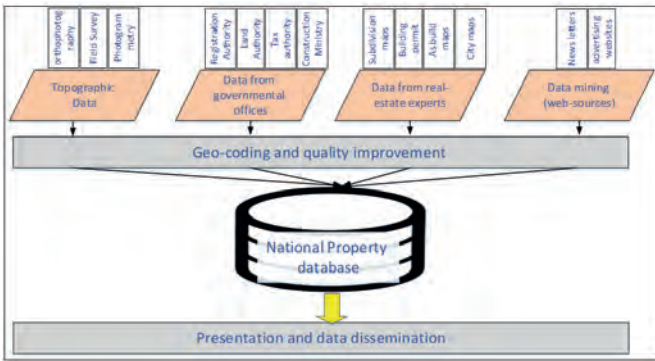 orthophotog
raphy
Field Survey
Photogram
metry
Registration
Authority
Land
Authority
Tax
authority
Construction
Ministry
Subdivision
maps
Building
permit
As build
maps
City maps
News letters
advertising
websites
Topographic
Data
Data from
governmental
offices
Data from real-
estate experts
Data mining
(web-sources)
Geo-coding and quality improvement
National Property
database
Presentation and data dissemination